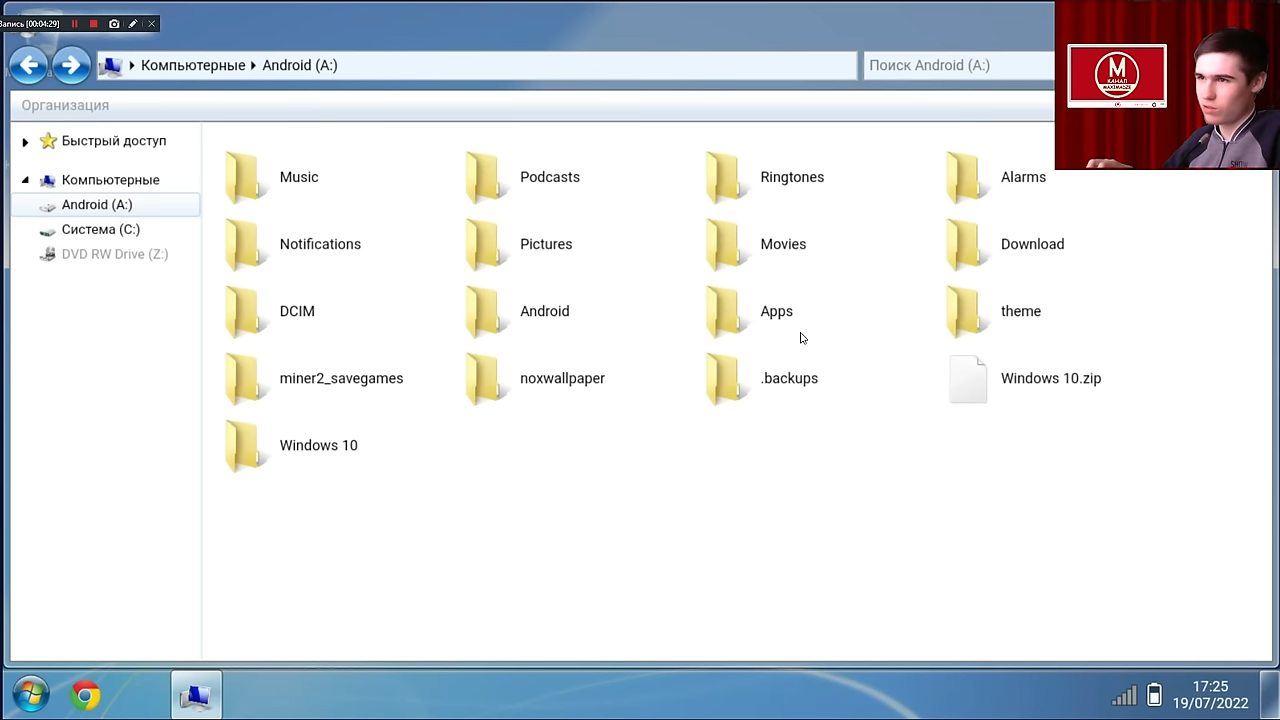 Запись [00:04:29]
Компьютерные Android (A:)
Поиск Android (A:)
Организация
Быстрый доступ
Компьютерные
Android (A:)
Система (C:)
DVD RW Drive (Z:)
Music
Podcasts
Ringtones
Alarms
Notifications
Pictures
Movies
Download
DCIM
Android
Apps
theme
miner2_savegames
noxwallpaper
.backups
Windows 10.zip
Windows 10
M
КАНАЛ
MAXIMASZE
17:25
19/07/2022